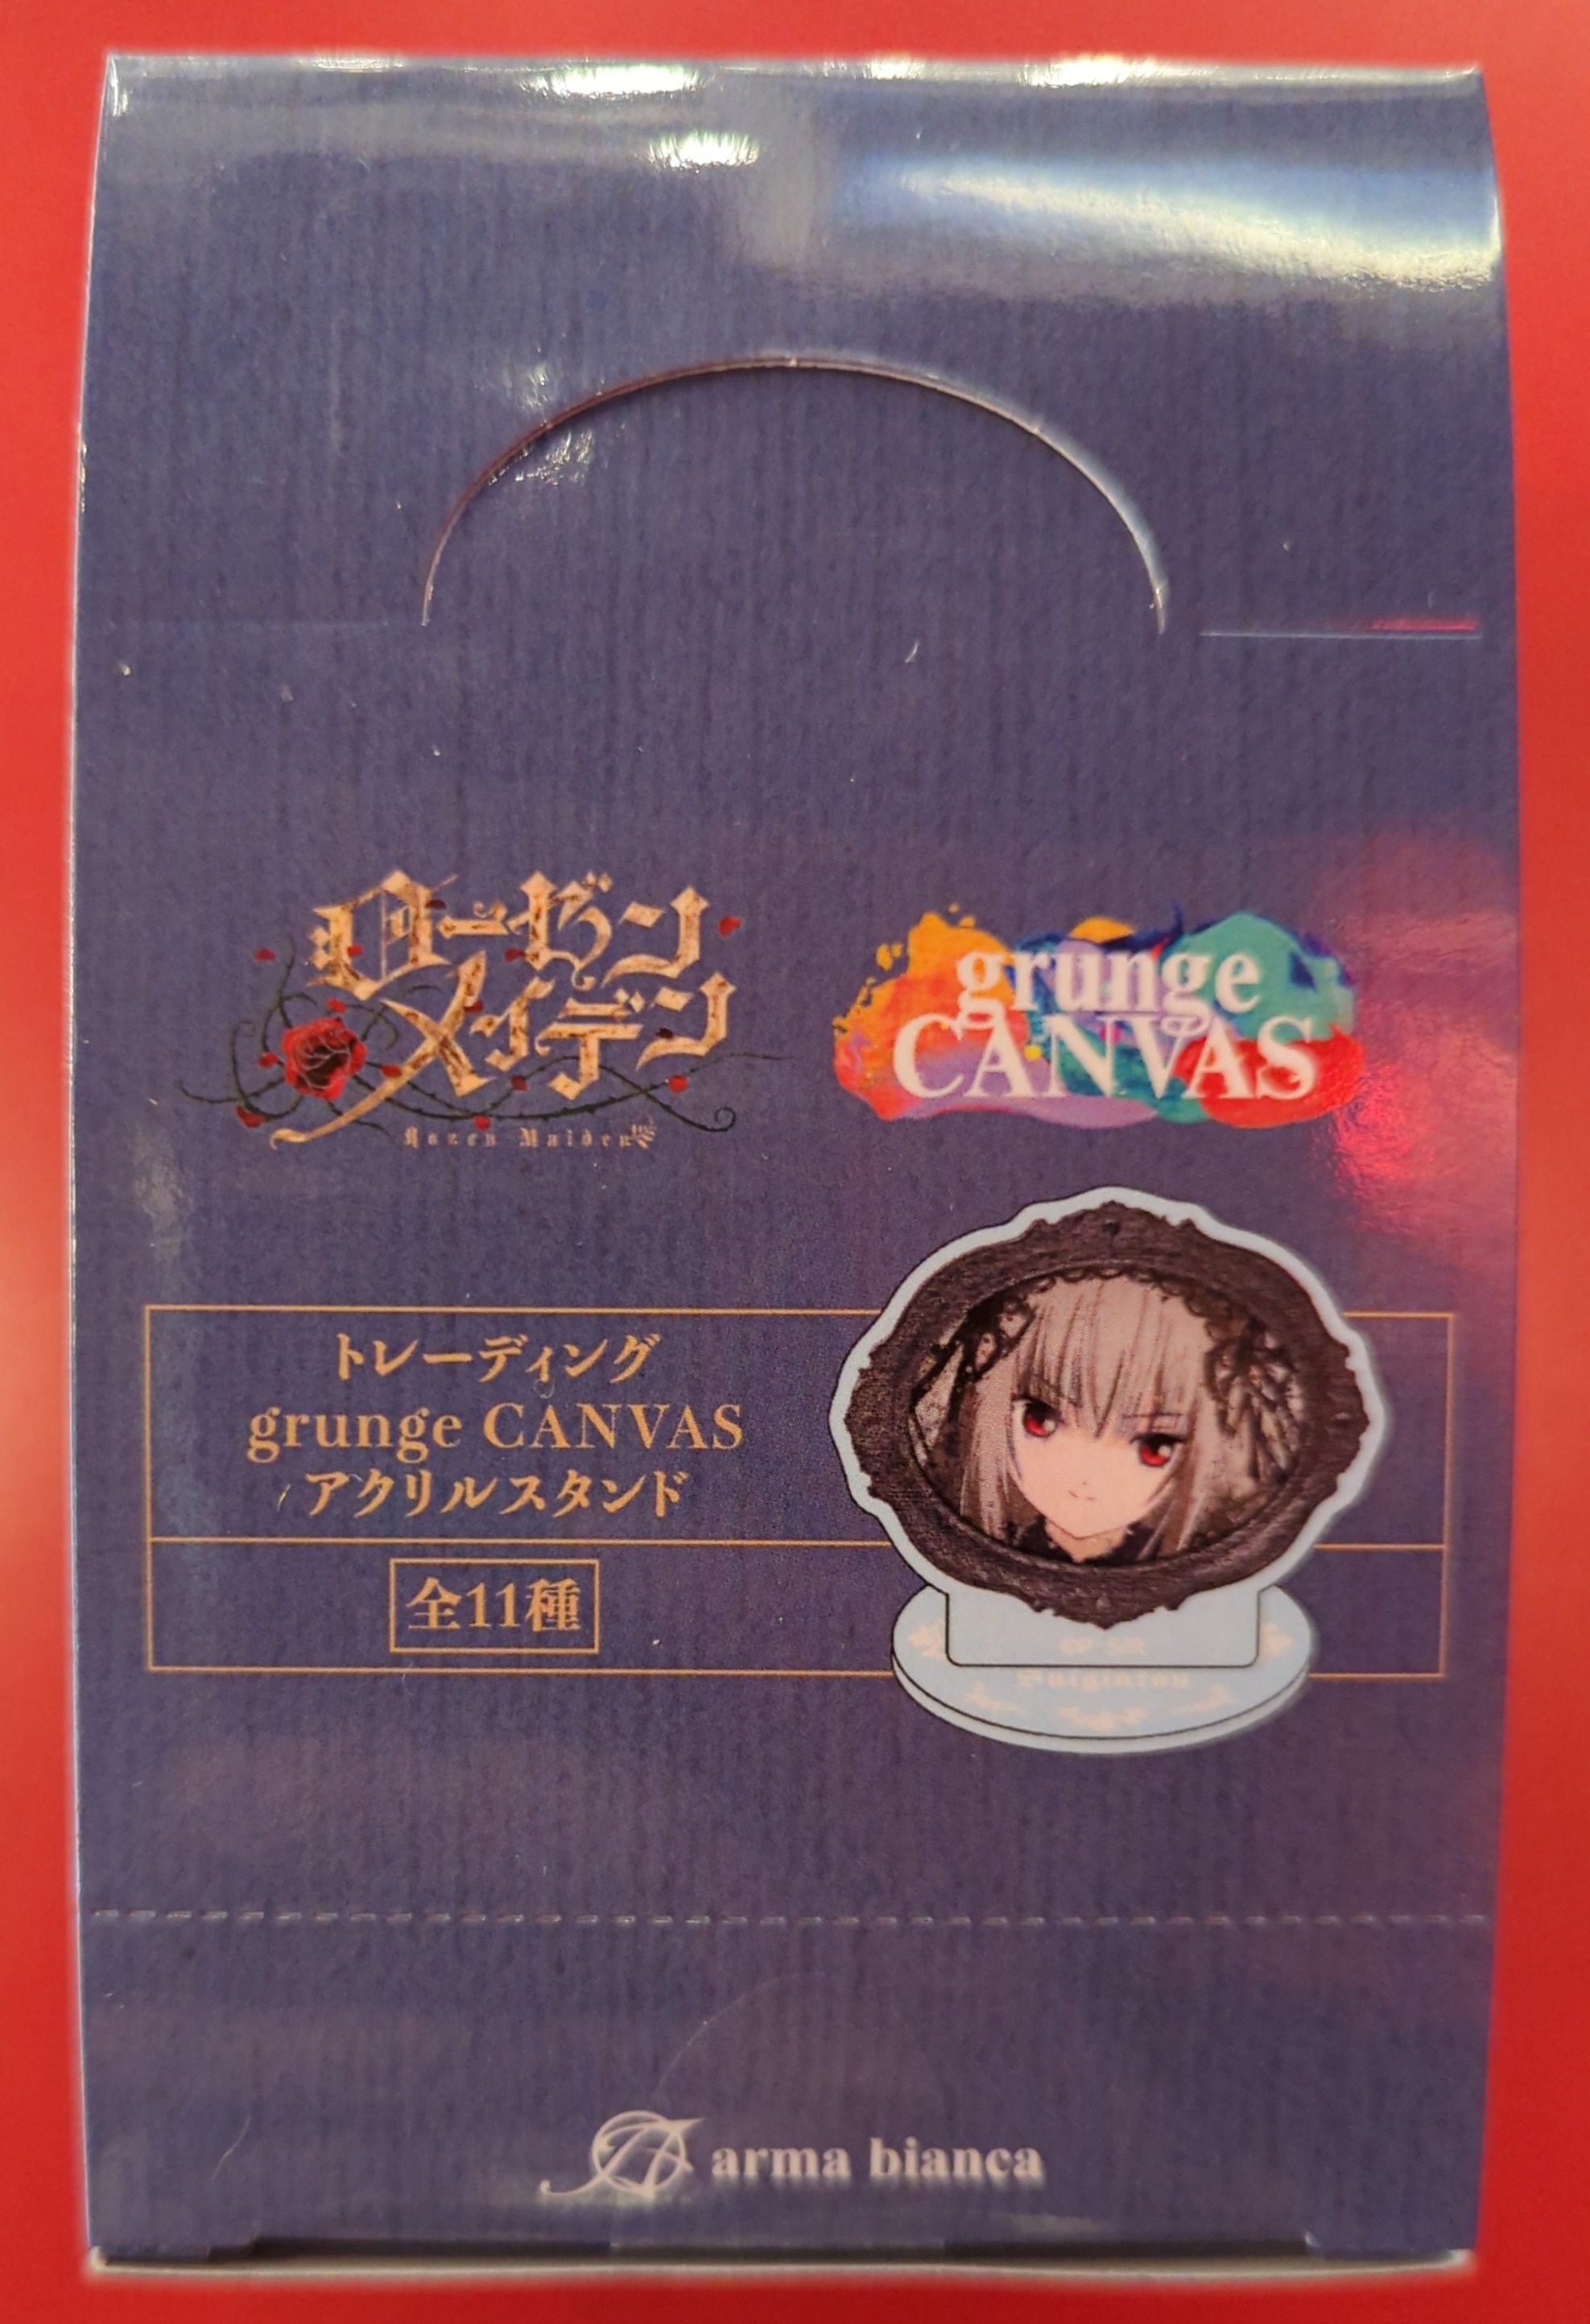 ローゼン
メイデン
Rozen Maiden
grunge
CANVAS
トレーディング
grunge CANVAS
アクリルスタンド
全11種
Suigintou
arma bianca